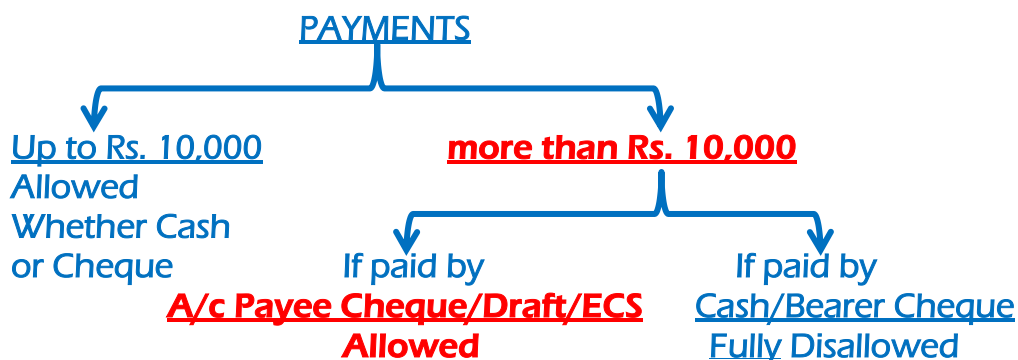 PAYMENTS
Up to Rs. 10,000
Allowed
Whether Cash
or Cheque
more than Rs. 10,000
If paid by
A/c Payee Cheque/Draft/ECS
Allowed
If paid by
Cash/Bearer Cheque
Fully Disallowed